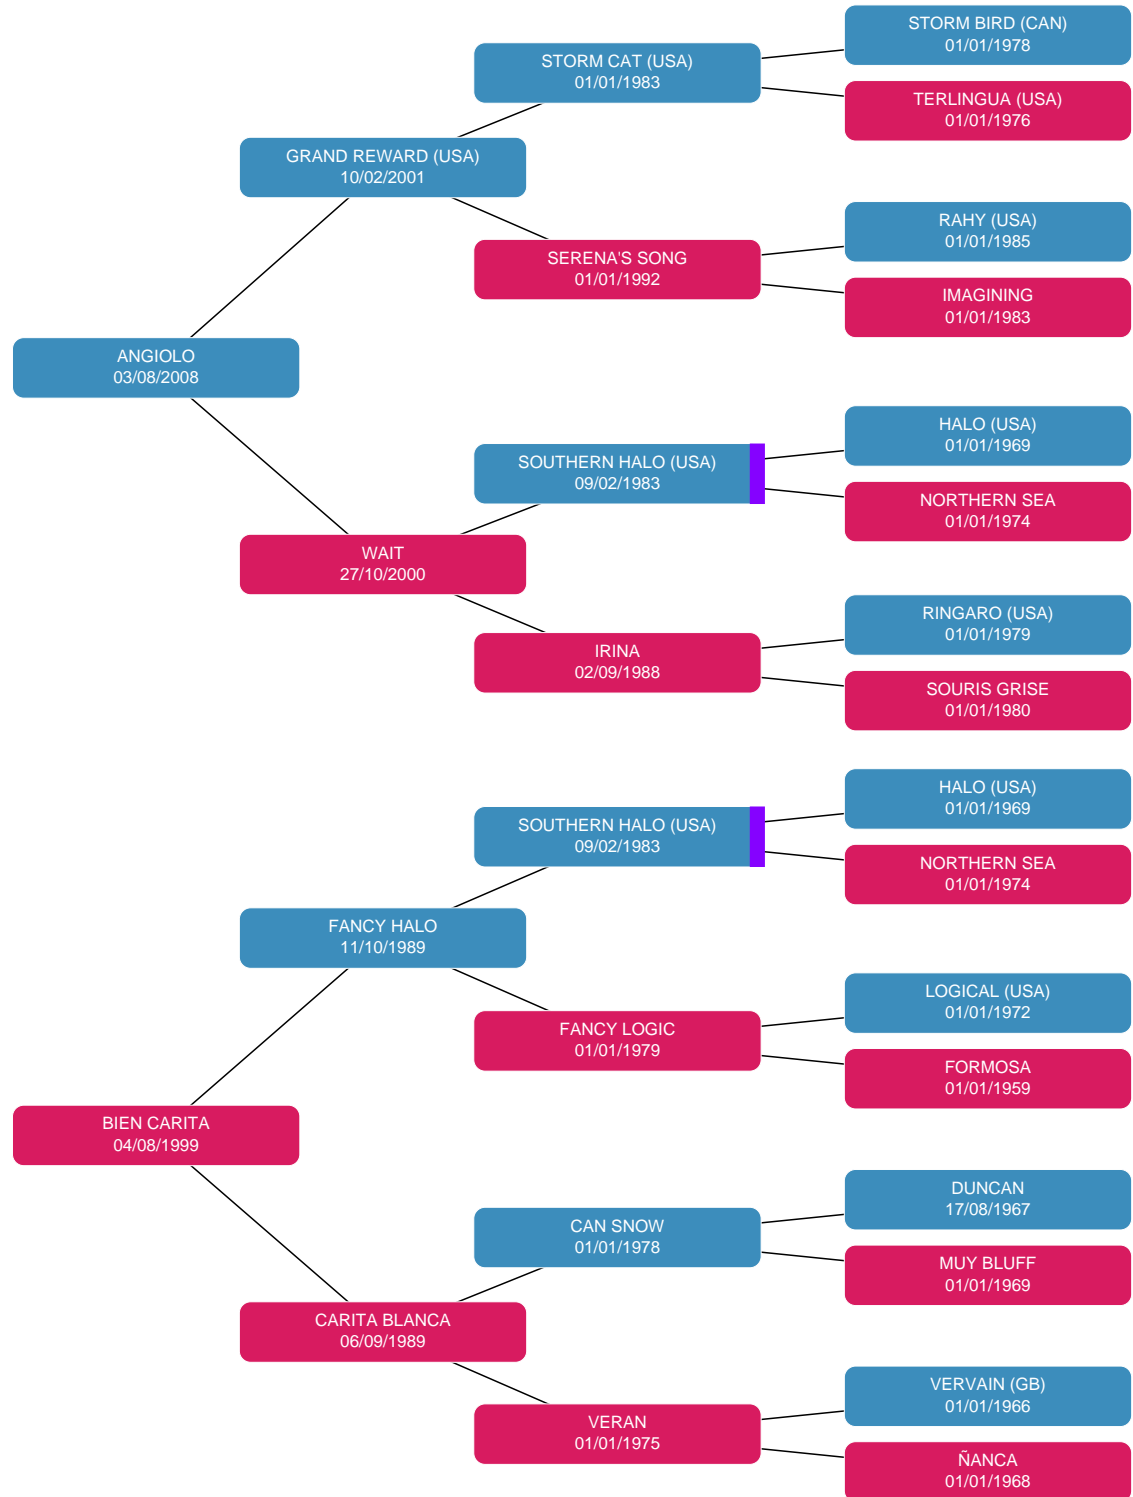 STORM BIRD (CAN)
01/01/1978
STORM CAT (USA)
01/01/1983
TERLINGUA (USA)
01/01/1976
GRAND REWARD (USA)
10/02/2001
RAHY (USA)
01/01/1985
SERENA'S SONG
01/01/1992
IMAGINING
01/01/1983
ANGIOLO
03/08/2008
HALO (USA)
01/01/1969
SOUTHERN HALO (USA)
09/02/1983
NORTHERN SEA
01/01/1974
WAIT
27/10/2000
RINGARO (USA)
01/01/1979
IRINA
02/09/1988
SOURIS GRISE
01/01/1980
HALO (USA)
01/01/1969
SOUTHERN HALO (USA)
09/02/1983
NORTHERN SEA
01/01/1974
FANCY HALO
11/10/1989
LOGICAL (USA)
01/01/1972
FANCY LOGIC
01/01/1979
FORMOSA
01/01/1959
BIEN CARITA
04/08/1999
DUNCAN
17/08/1967
CAN SNOW
01/01/1978
MUY BLUFF
01/01/1969
CARITA BLANCA
06/09/1989
VERVAIN (GB)
01/01/1966
VERAN
01/01/1975
ÑANCA
01/01/1968